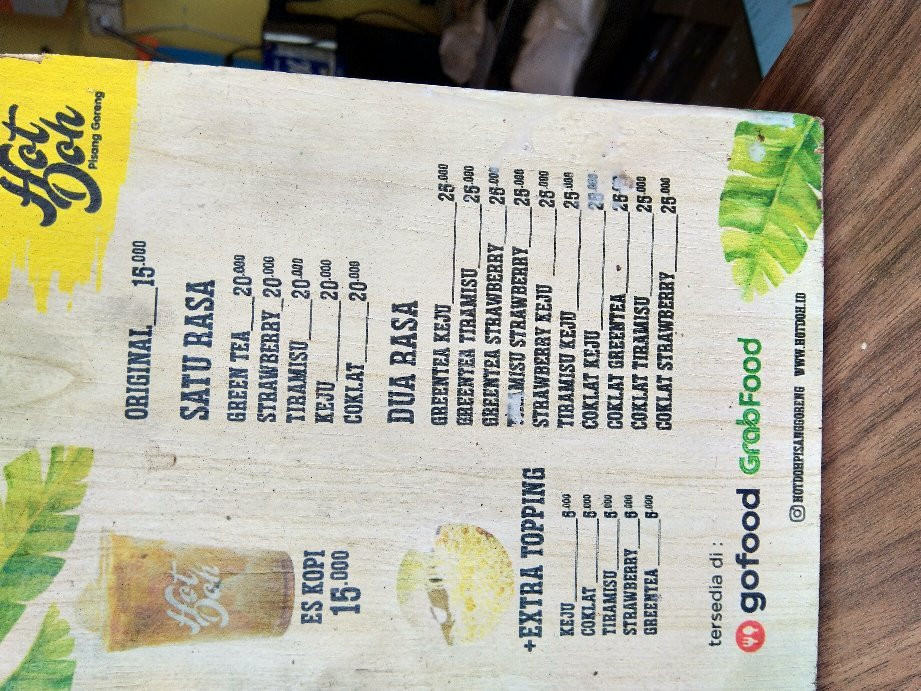 Hot
Doh
Pisang Goreng
ORIGINAL 15.000
SATU RASA
GREEN TEA 20.000
STRAWBERRY 20.000
TIRAMISU 20.000
KEJU 20.000
COKLAT 20.000
DUA RASA
GREENTEA KEJU 25.000
GREENTEA TIRAMISU 25.000
GREENTEA STRAWBERRY 25.000
TIRAMISU STRAWBERRY 25.000
STRAWBERRY KEJU 25.000
TIRAMISU KEJU 25.000
COKLAT KEJU 25.000
COKLAT GREENTEA 25.000
COKLAT TIRAMISU 25.000
COKLAT STRAWBERRY 25.000
Hot
Doh
ES KOPI
15.000
+EXTRA TOPPING
KEJU 5.000
COKLAT 5.000
TIRAMISU 5.000
STRAWBERRY 5.000
GREENTEA 5.000
tersedia di :
gofood GrabFood
HOTDOHPISANGGORENG WWW.HOTDOH.ID